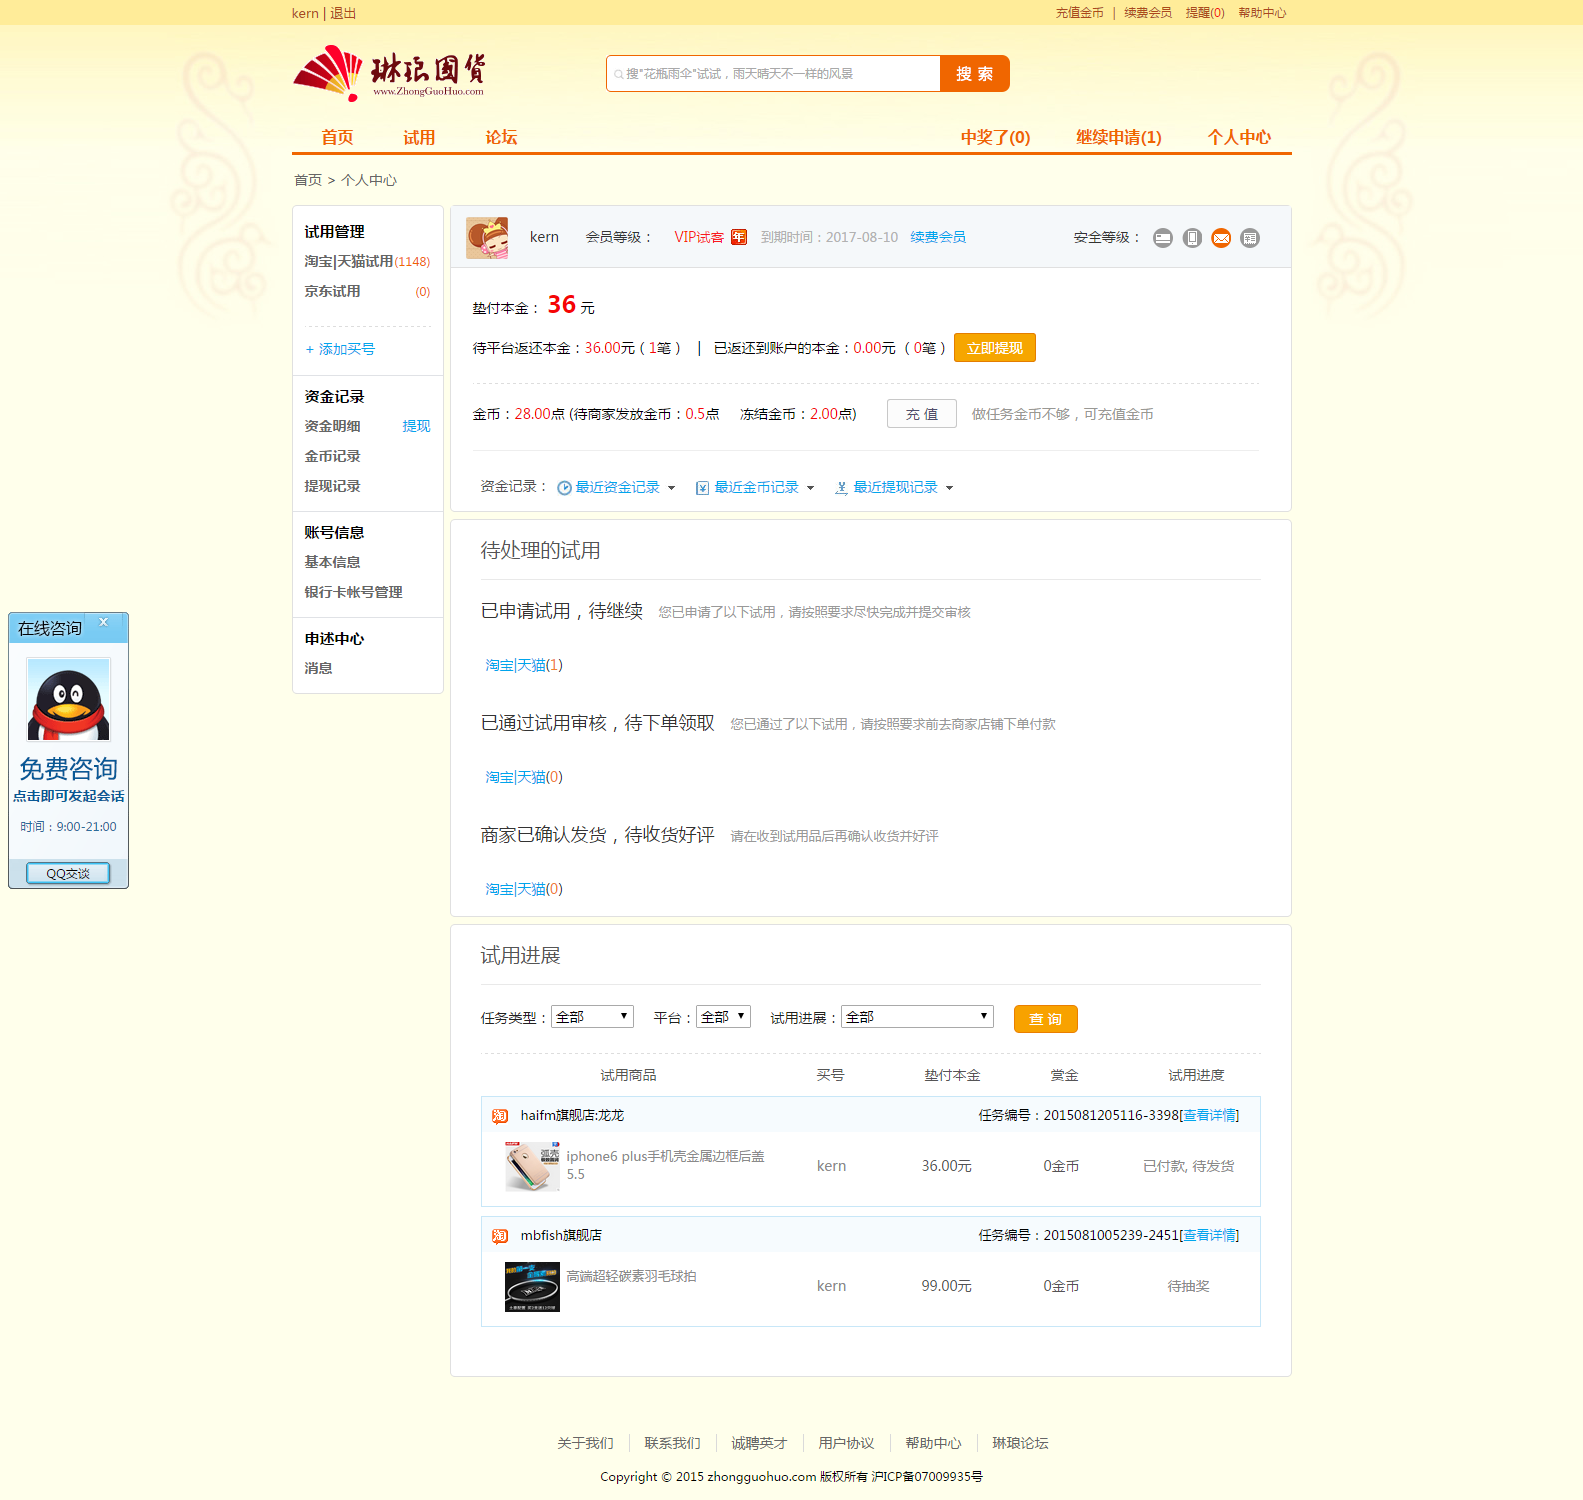 kern | 退出
充值金币 | 续费会员 提醒(0) 帮助中心
琳琅國貨
www.ZhongGuoHuo.com
搜"花瓶雨伞"试试，雨天晴天不一样的风景
搜 索
首页 试用 论坛 中奖了(0) 继续申请(1) 个人中心
首页 > 个人中心
试用管理
淘宝|天猫试用(1148)
京东试用 (0)
+ 添加买号
资金记录
资金明细 提现
金币记录
提现记录
账号信息
基本信息
银行卡帐号管理
申述中心
消息
kern 会员等级： VIP试客 年 到期时间：2017-08-10 续费会员 安全等级：
垫付本金： 36 元
待平台返还本金：36.00元（ 1笔 ） | 已返还到账户的本金：0.00元 （ 0笔 ） 立即提现
金币：28.00点 (待商家发放金币：0.5点 冻结金币：2.00点) 充 值 做任务金币不够，可充值金币
资金记录： 最近资金记录 最近金币记录 最近提现记录
待处理的试用
已申请试用，待继续 您已申请了以下试用，请按照要求尽快完成并提交审核
淘宝|天猫(1)
已通过试用审核，待下单领取 您已通过了以下试用，请按照要求前去商家店铺下单付款
淘宝|天猫(0)
商家已确认发货，待收货好评 请在收到试用品后再确认收货并好评
淘宝|天猫(0)
试用进展
任务类型：全部 平台：全部 试用进展：全部 查 询
试用商品 买号 垫付本金 赏金 试用进度
淘 haifm旗舰店:龙龙 任务编号：2015081205116-3398[查看详情]
iphone6 plus手机壳金属边框后盖
5.5
kern 36.00元 0金币 已付款, 待发货
淘 mbfish旗舰店 任务编号：2015081005239-2451[查看详情]
高端超轻碳素羽毛球拍
kern 99.00元 0金币 待抽奖
在线咨询 X
免费咨询
点击即可发起会话
时间：9:00-21:00
QQ交谈
关于我们 联系我们 诚聘英才 用户协议 帮助中心 琳琅论坛
Copyright © 2015 zhongguohuo.com 版权所有 沪ICP备07009935号